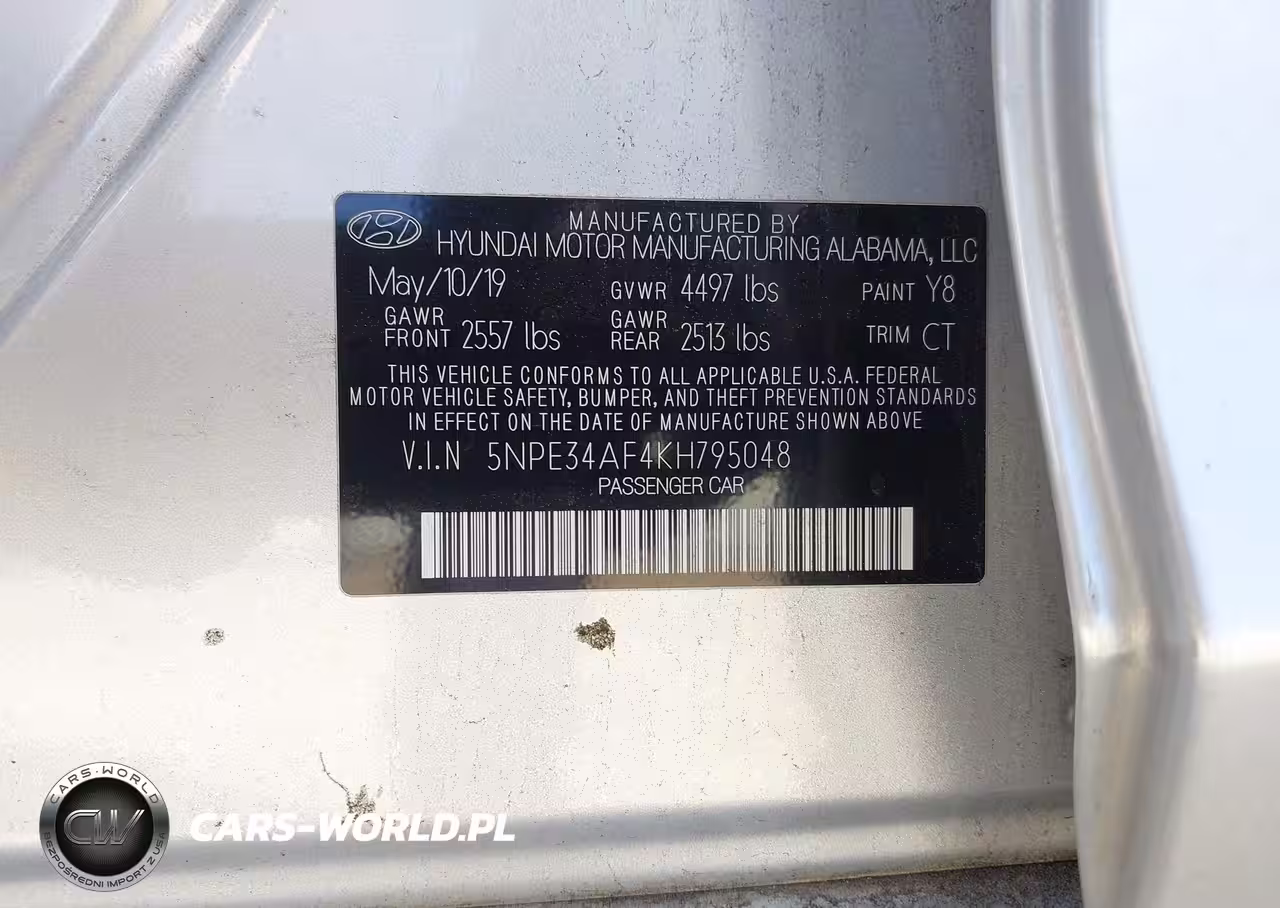 MANUFACTURED BY
HYUNDAI MOTOR MANUFACTURING ALABAMA, LLC
May/10/19 GVWR 4497 lbs PAINT Y8
GAWR FRONT 2557 lbs GAWR REAR 2513 lbs TRIM CT
THIS VEHICLE CONFORMS TO ALL APPLICABLE U.S.A. FEDERAL
MOTOR VEHICLE SAFETY, BUMPER, AND THEFT PREVENTION STANDARDS
IN EFFECT ON THE DATE OF MANUFACTURE SHOWN ABOVE
V.I.N 5NPE34AF4KH795048
PASSENGER CAR
CARS-WORLD
CW
BEZPOŚREDNI IMPORT Z USA
CARS-WORLD.PL